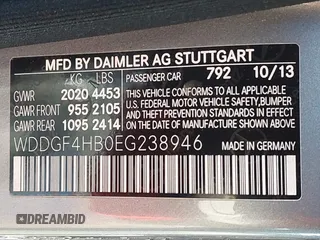 MFD BY DAIMLER AG STUTTGART
KG LBS PASSENGER CAR 792 10/13
GVWR 2020 4453 THIS VEHICLE CONFORMS TO ALL APPLICABLE
GAWR FRONT 955 2105 U.S. FEDERAL MOTOR VEHICLE SAFETY, BUMPER,
GAWR REAR 1095 2414 AND THEFT PREVENTION STANDARDS IN EFFECT ON THE DATE OF MANUFACTURE SHOWN ABOVE.
WDDGF4HB0EG238946 MADE IN GERMANY
DREAMBID